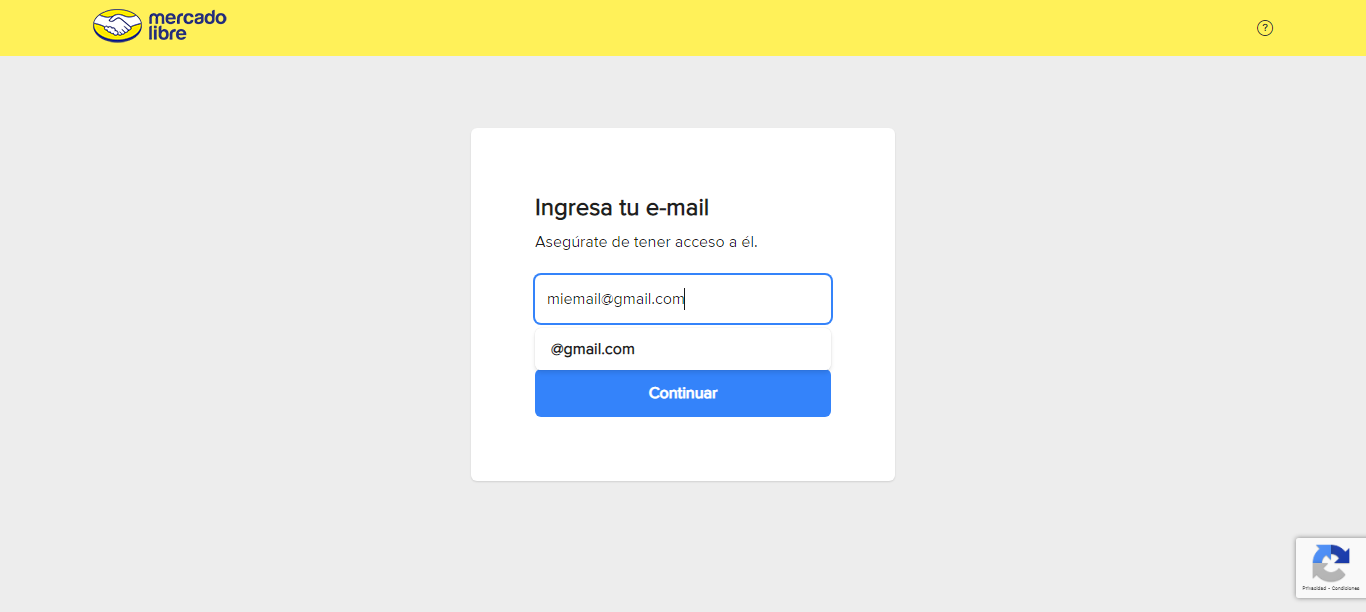 mercado
libre
?
Ingresa tu e-mail
Asegúrate de tener acceso a él.
miemail@gmail.com
@gmail.com
Continuar
Privacidad - Condiciones